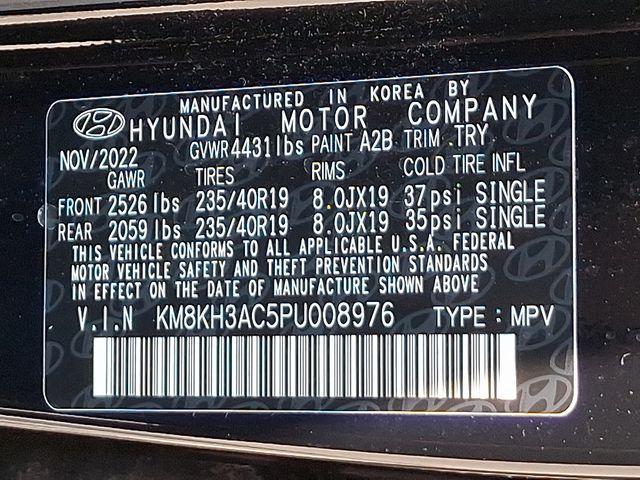 MANUFACTURED IN KOREA BY
HYUNDAI MOTOR COMPANY
NOV/2022 GVWR 4431 lbs PAINT A2B TRIM TRY
GAWR TIRES RIMS COLD TIRE INFL
FRONT 2526 lbs 235/40R19 8.0JX19 37psi SINGLE
REAR 2059 lbs 235/40R19 8.0JX19 35psi SINGLE
THIS VEHICLE CONFORMS TO ALL APPLICABLE U.S.A. FEDERAL
MOTOR VEHICLE SAFETY AND THEFT PREVENTION STANDARDS
IN EFFECT ON THE DATE OF MANUFACTURE SHOWN ABOVE
V.I.N KM8KH3AC5PU008976 TYPE : MPV